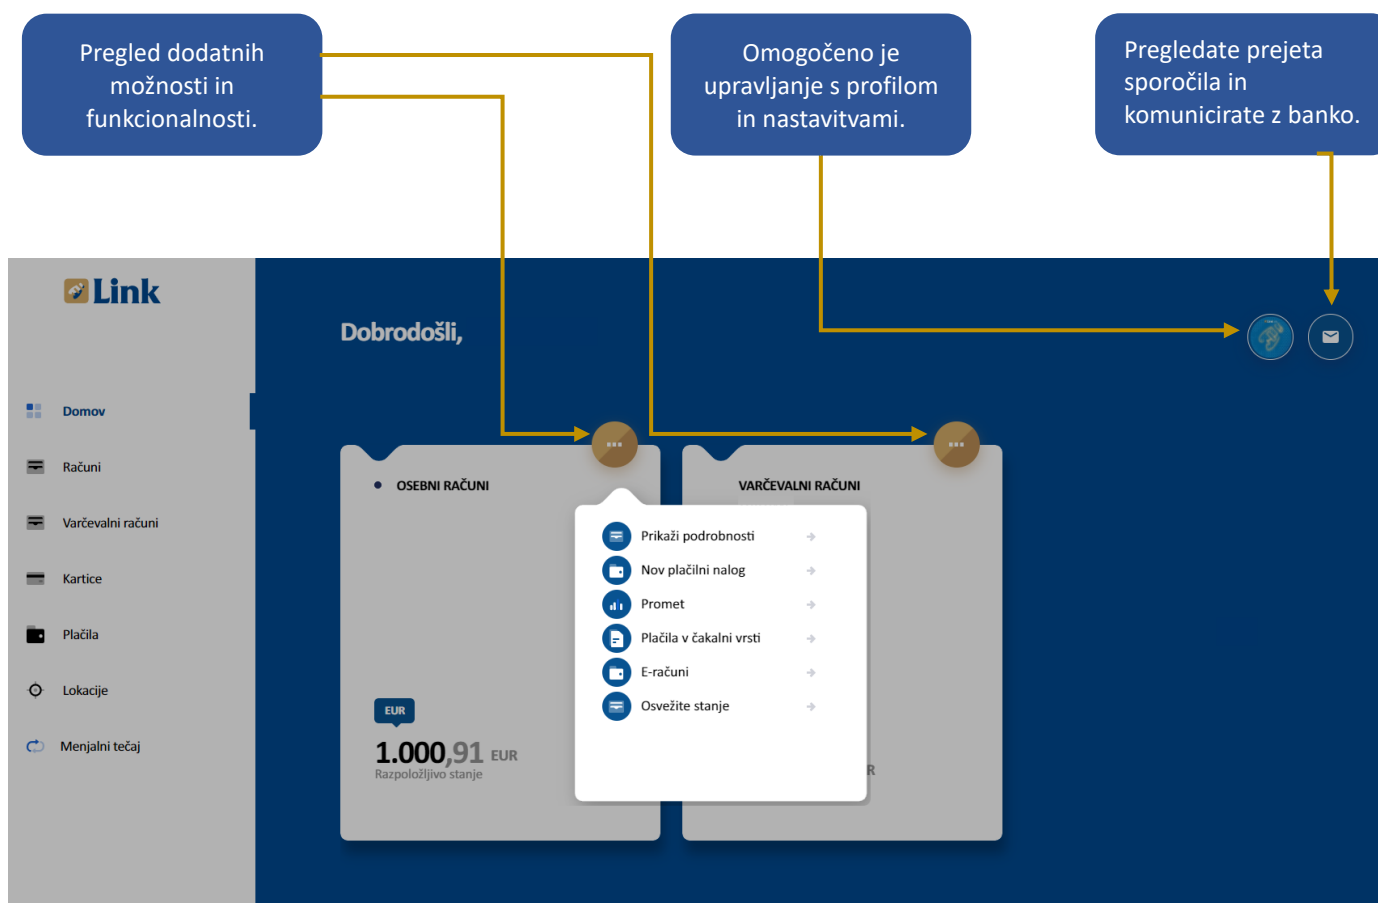 Pregled dodatnih
možnosti in
funkcionalnosti.
Omogočeno je
upravljanje s profilom
in nastavitvami.
Pregledate prejeta
sporočila in
komunicirate z banko.
Link
Dobrodošli,
Domov
Računi
Varčevalni računi
Kartice
Plačila
Lokacije
Menjalni tečaj
OSEBNI RAČUNI
EUR
1.000,91 EUR
Razpoložljivo stanje
VARČEVALNI RAČUNI
Prikaži podrobnosti
Nov plačilni nalog
Promet
Plačila v čakalni vrsti
E-računi
Osvežite stanje
R